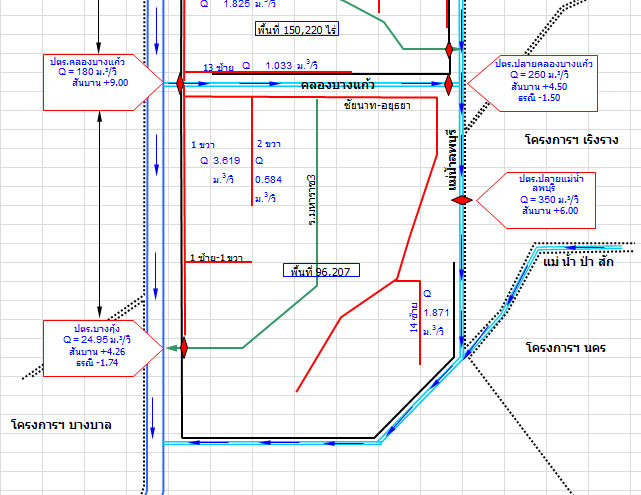 Q 1.825 ม.³/วิ
พื้นที่ 150,220 ไร่
ปตร.คลองบางแก้ว
Q = 180 ม.³/วิ
สันบาน +9.00
13 ซ้าย Q 1.033 ม.³/วิ
คลองบางแก้ว
ชัยนาท-อยุธยา
ปตร.ปลายคลองบางแก้ว
Q = 250 ม.³/วิ
สันบาน +4.50
ธรณี -1.50
โครงการฯ เริงราง
แม่น้ำลพบุรี
1 ขวา
Q 3.619 ม.³/วิ
2 ขวา
Q
0.584
ม.³/วิ
ร.มหาราช3
ปตร.ปลายแม่น้ำ
ลพบุรี
Q = 350 ม.³/วิ
สันบาน +6.00
1 ซ้าย-1 ขวา
พื้นที่ 96,207
แม่ น้ำ ป่า สัก
14 ซ้าย
Q
1.871
ม.³/วิ
ปตร.บางกุ้ง
Q = 24.95 ม.³/วิ
สันบาน +4.26
ธรณี -1.74
โครงการฯ นคร
โครงการฯ บางบาล